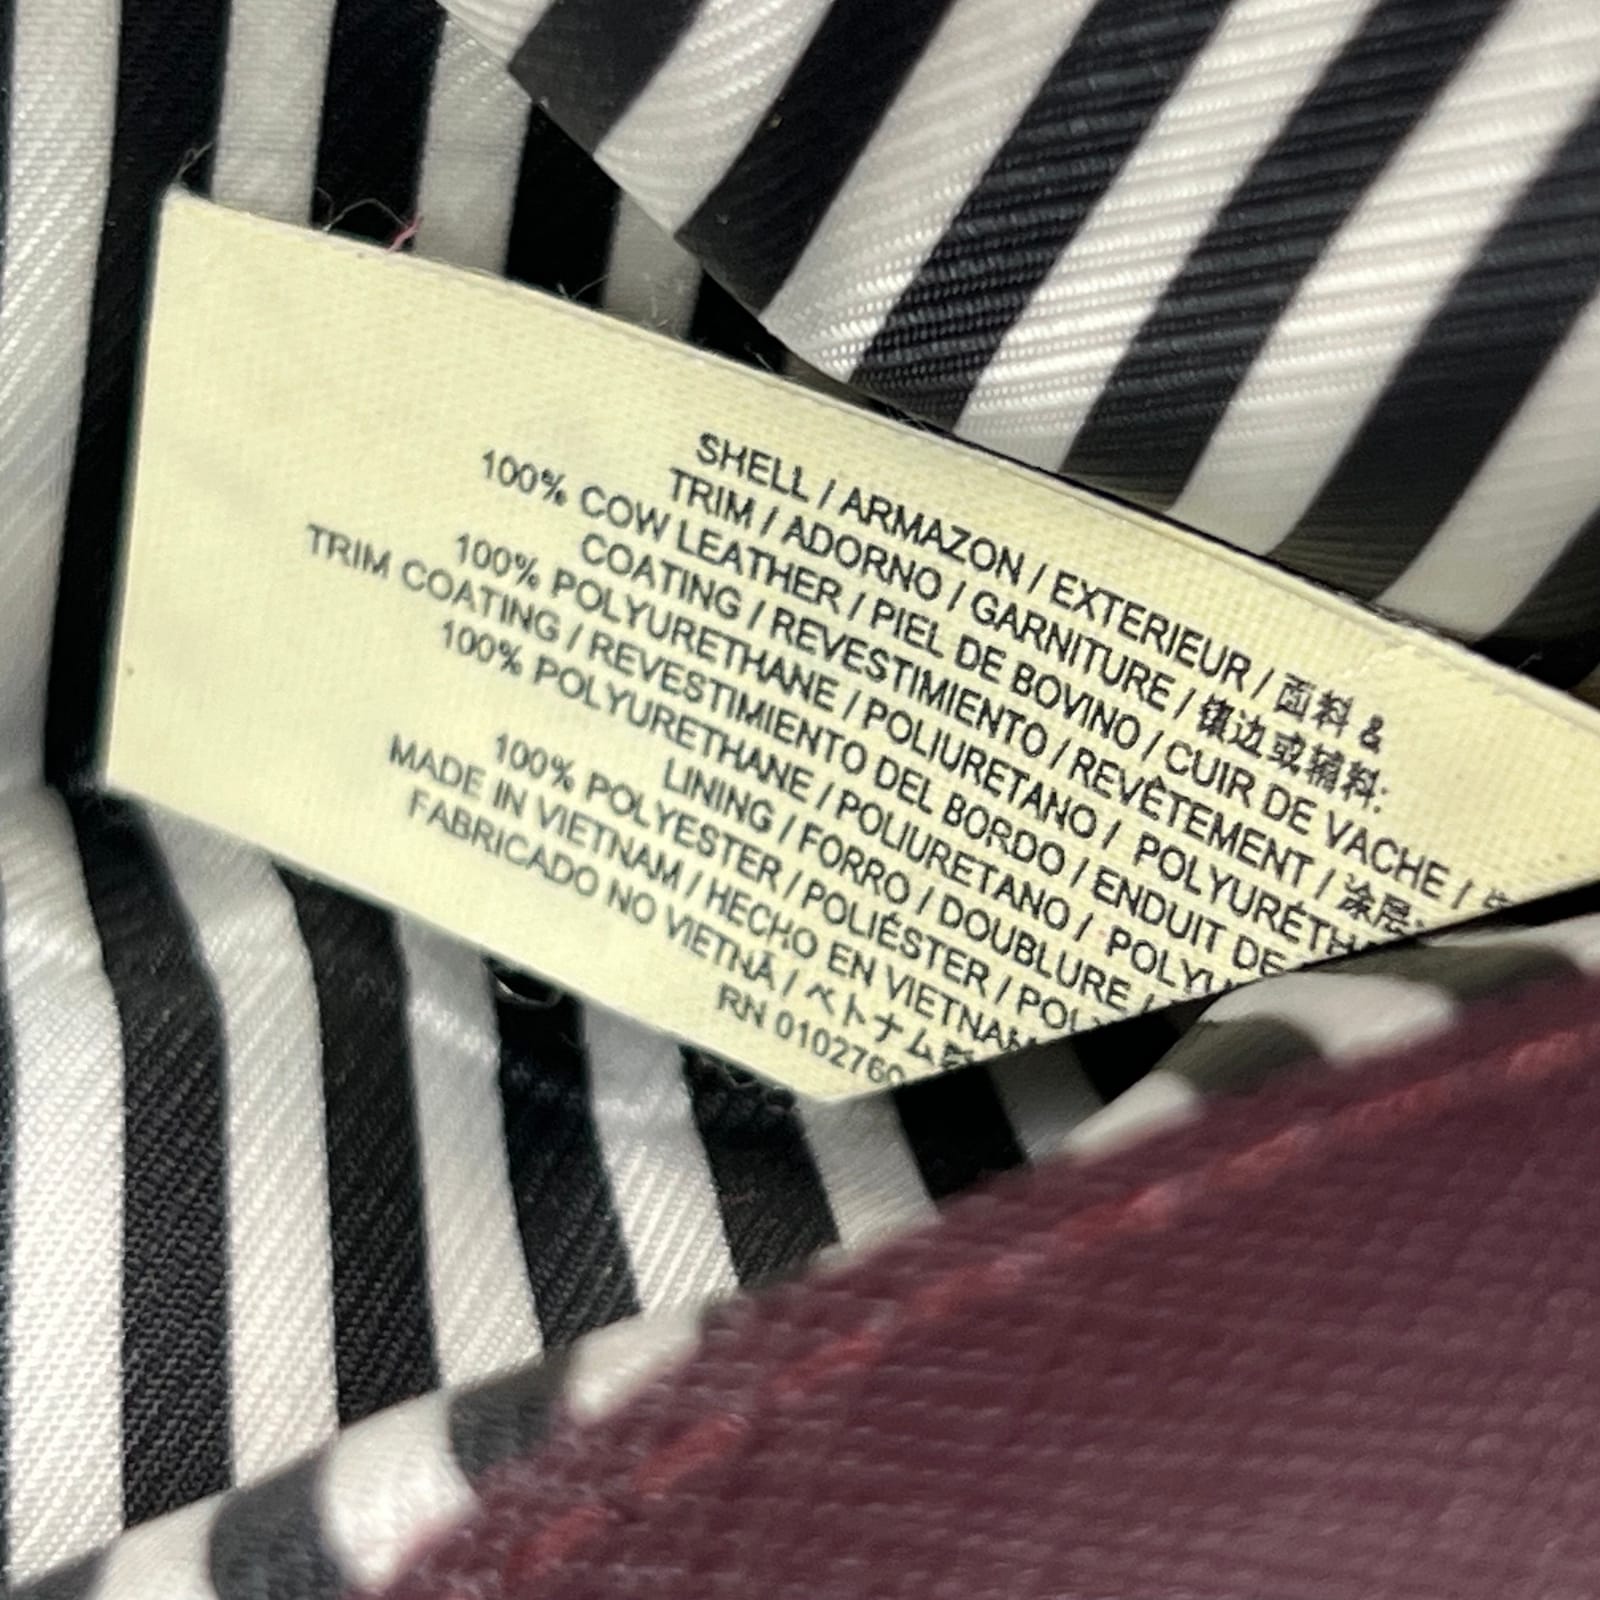 SHELL / ARMAZON / EXTERIEUR / 面料 &
TRIM / ADORNO / GARNITURE / 镶边或辅料:
100% COW LEATHER / PIEL DE BOVINO / CUIR DE VACHE /
COATING / REVESTIMIENTO / REVÊTEMENT / 涂层
100% POLYURETHANE / POLIURETANO / POLYURÉTHA
TRIM COATING / REVESTIMIENTO DEL BORDO / ENDUIT DE
100% POLYURETHANE / POLIURETANO / POLYU
LINING / FORRO / DOUBLURE /
100% POLYESTER / POLIÉSTER / POL
MADE IN VIETNAM / HECHO EN VIETNAM
FABRICADO NO VIETNÃ / ベトナム製
RN 0102760